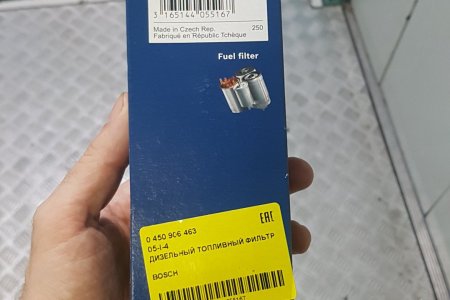 3 165144 055167
Made in Czech Rep.
Fabriqué en Républic Tchèque
250
Fuel filter
EAC
0 450 906 463
05-I-4
ДИЗЕЛЬНЫЙ ТОПЛИВНЫЙ ФИЛЬТР
BOSCH